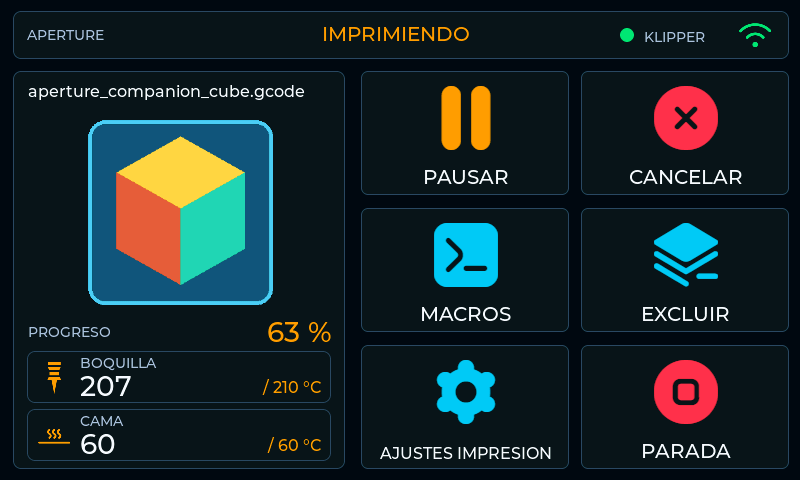 APERTURE
IMPRIMIENDO
KLIPPER
aperture_companion_cube.gcode
PROGRESO
63 %
BOQUILLA
207
/ 210 °C
CAMA
60
/ 60 °C
PAUSAR
CANCELAR
MACROS
EXCLUIR
AJUSTES IMPRESION
PARADA